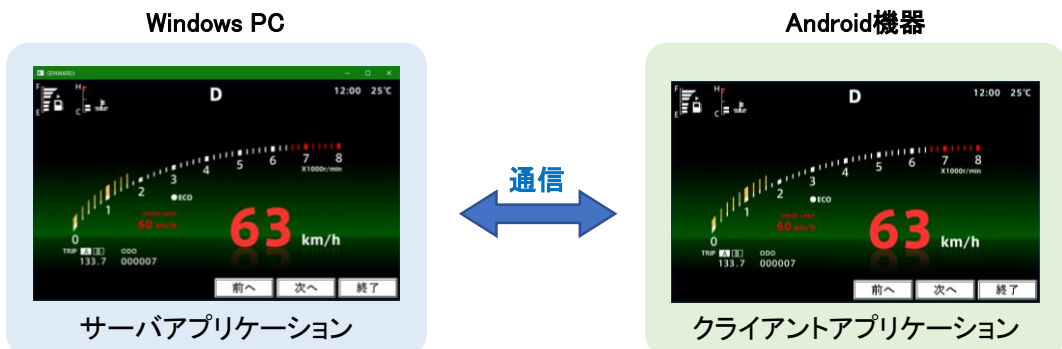 Windows PC
Android機器
GENWARE3
F
H
D
12:00 25℃
E
C
0
1
2
3
4
5
6
7
8
X1000r/min
ECO
SPEED LIMIT
60 km/h
63 km/h
TRIP A B ODO
133.7 000007
前へ 次へ 終了
サーバアプリケーション
通信
F
H
D
12:00 25℃
E
C
0
1
2
3
4
5
6
7
8
X1000r/min
ECO
SPEED LIMIT
60 km/h
63 km/h
TRIP A B ODO
133.7 000007
前へ 次へ 終了
クライアントアプリケーション